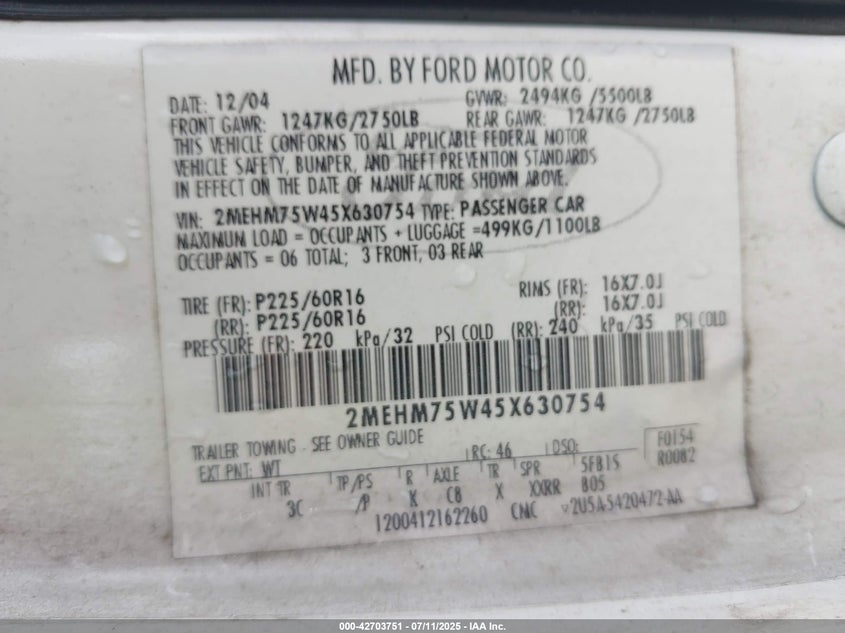 MFD. BY FORD MOTOR CO.
DATE: 12/04 GVWR: 2494KG /5500LB
FRONT GAWR: 1247KG/2750LB REAR GAWR: 1247KG /2750LB
THIS VEHICLE CONFORMS TO ALL APPLICABLE FEDERAL MOTOR
VEHICLE SAFETY, BUMPER, AND THEFT PREVENTION STANDARDS
IN EFFECT ON THE DATE OF MANUFACTURE SHOWN ABOVE.
VIN: 2MEHM75W45X630754 TYPE: PASSENGER CAR
MAXIMUM LOAD = OCCUPANTS + LUGGAGE =499KG/1100LB
OCCUPANTS = 06 TOTAL; 3 FRONT, 03 REAR
TIRE (FR): P225/60R16 RIMS (FR): 16X7.0J
(RR): P225/60R16 (RR): 16X7.0J
PRESSURE (FR): 220 kPa/32 PSI COLD (RR): 240 kPa/35 PSI COLD
2MEHM75W45X630754
TRAILER TOWING - SEE OWNER GUIDE
EXT PNT: WT RC: 46 DSO: F0154
R0082
INT TR TP/PS R AXLE TR SPR 5FB15
3C /P X C8 X XXRR B05
1200412162260 CMC 2U5A-5420472-AA
000-42703751 - 07/11/2025 - IAA Inc.